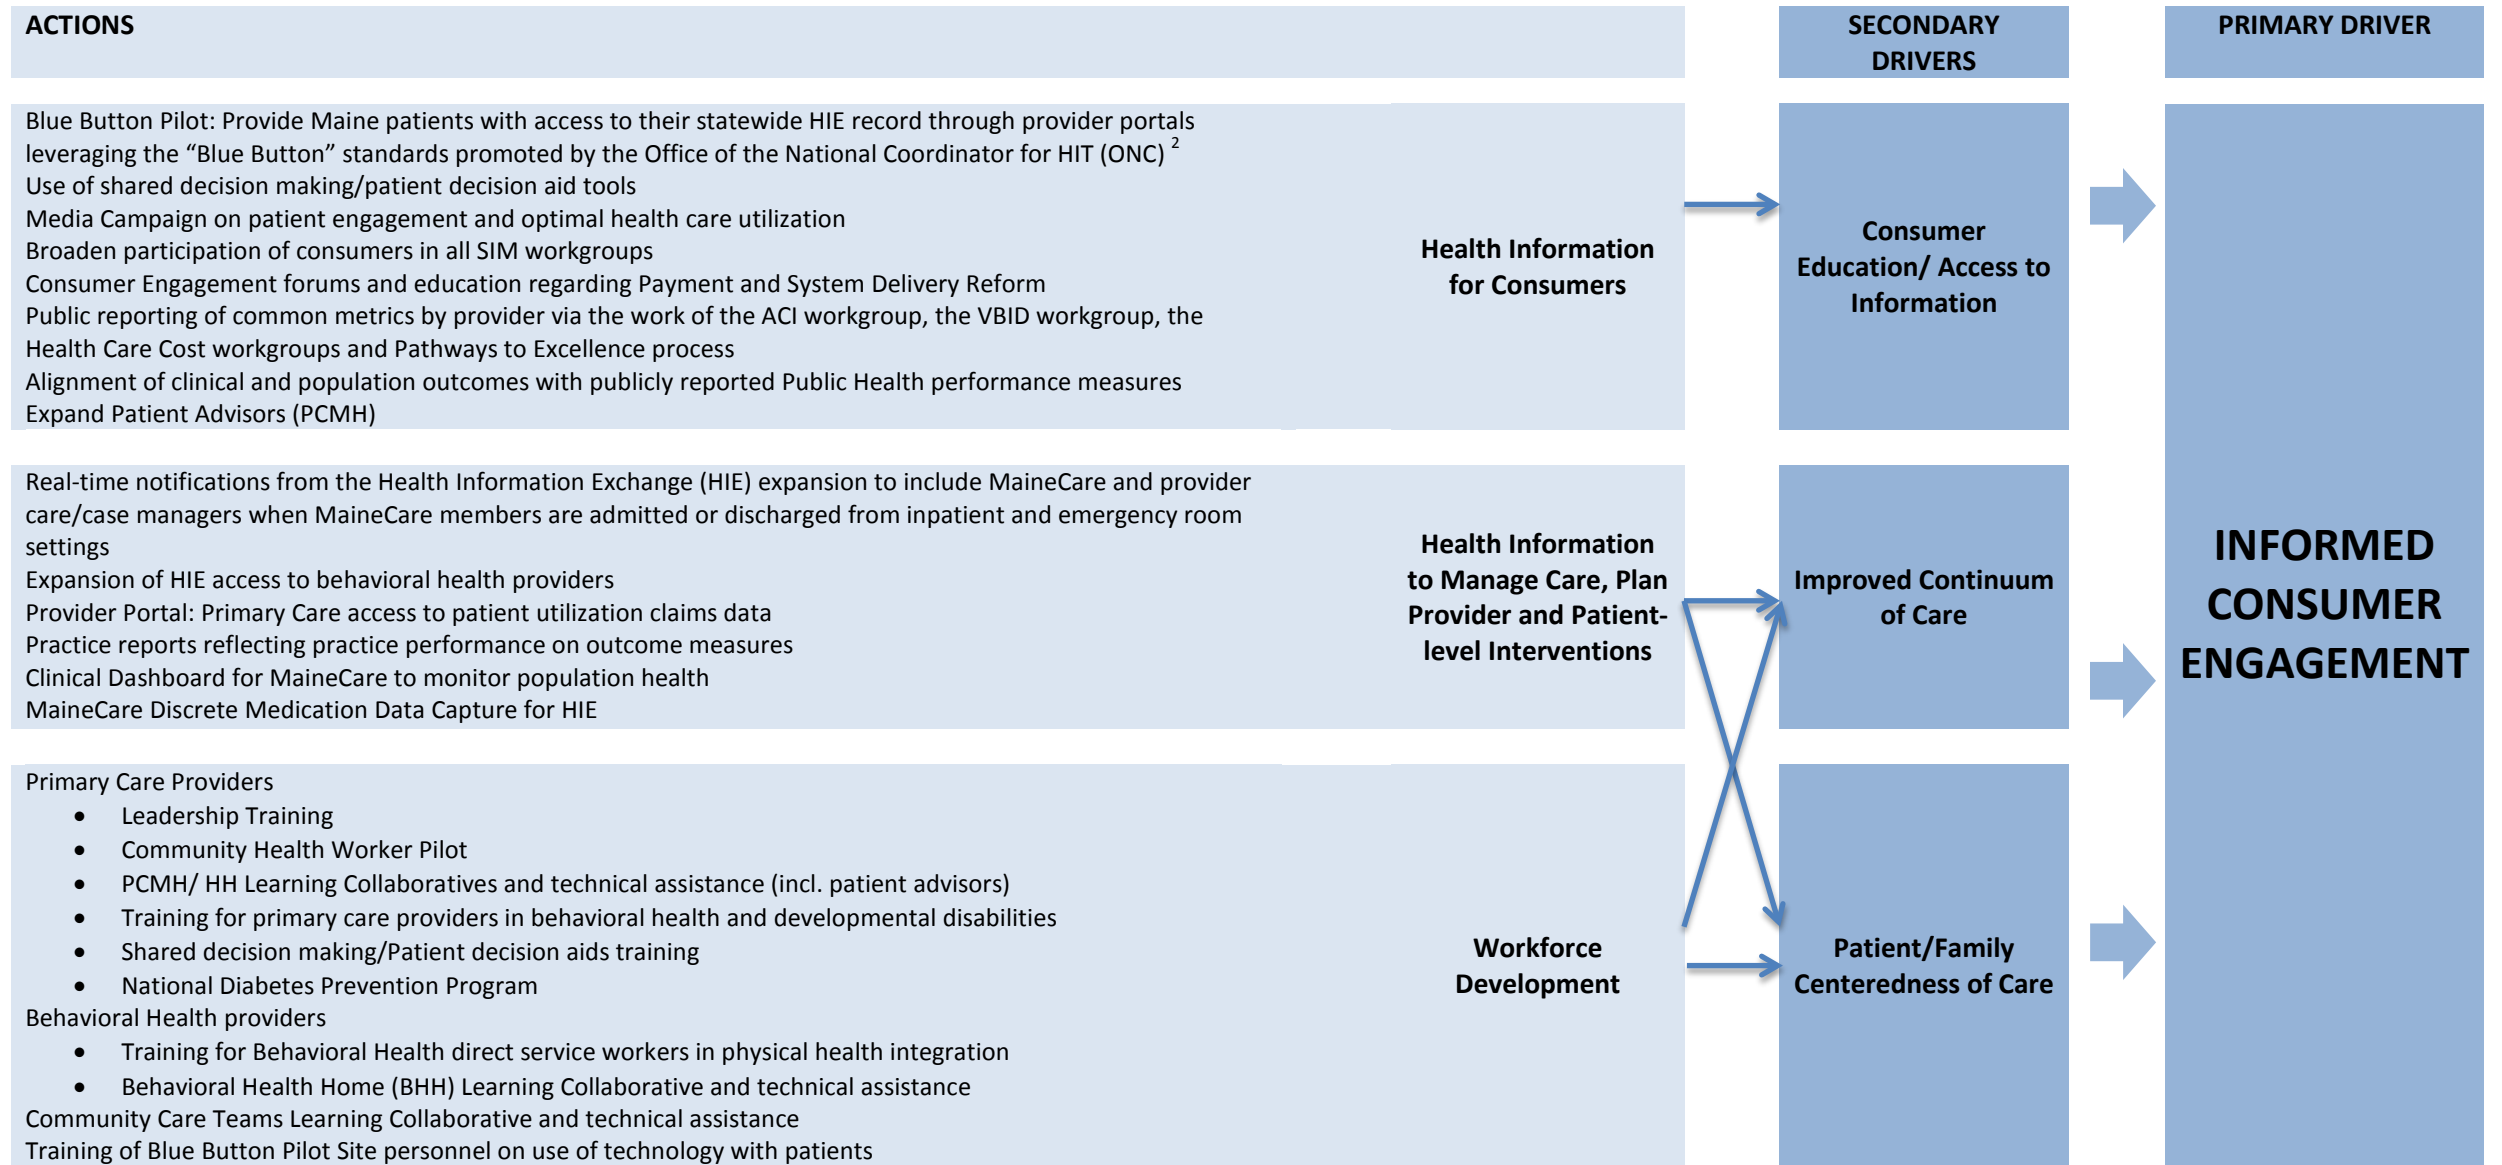 ACTIONS
SECONDARY
DRIVERS
PRIMARY DRIVER
Blue Button Pilot: Provide Maine patients with access to their statewide HIE record through provider portals
leveraging the “Blue Button” standards promoted by the Office of the National Coordinator for HIT (ONC) 2
Use of shared decision making/patient decision aid tools
Media Campaign on patient engagement and optimal health care utilization
Broaden participation of consumers in all SIM workgroups
Consumer Engagement forums and education regarding Payment and System Delivery Reform
Public reporting of common metrics by provider via the work of the ACI workgroup, the VBID workgroup, the
Health Care Cost workgroups and Pathways to Excellence process
Alignment of clinical and population outcomes with publicly reported Public Health performance measures
Expand Patient Advisors (PCMH)
Health Information
for Consumers
Consumer
Education/ Access to
Information
Real-time notifications from the Health Information Exchange (HIE) expansion to include MaineCare and provider
care/case managers when MaineCare members are admitted or discharged from inpatient and emergency room
settings
Expansion of HIE access to behavioral health providers
Provider Portal: Primary Care access to patient utilization claims data
Practice reports reflecting practice performance on outcome measures
Clinical Dashboard for MaineCare to monitor population health
MaineCare Discrete Medication Data Capture for HIE
Health Information
to Manage Care, Plan
Provider and Patient-
level Interventions
Improved Continuum
of Care
INFORMED
CONSUMER
ENGAGEMENT
Primary Care Providers
• Leadership Training
• Community Health Worker Pilot
• PCMH/ HH Learning Collaboratives and technical assistance (incl. patient advisors)
• Training for primary care providers in behavioral health and developmental disabilities
• Shared decision making/Patient decision aids training
• National Diabetes Prevention Program
Behavioral Health providers
• Training for Behavioral Health direct service workers in physical health integration
• Behavioral Health Home (BHH) Learning Collaborative and technical assistance
Community Care Teams Learning Collaborative and technical assistance
Training of Blue Button Pilot Site personnel on use of technology with patients
Workforce
Development
Patient/Family
Centeredness of Care